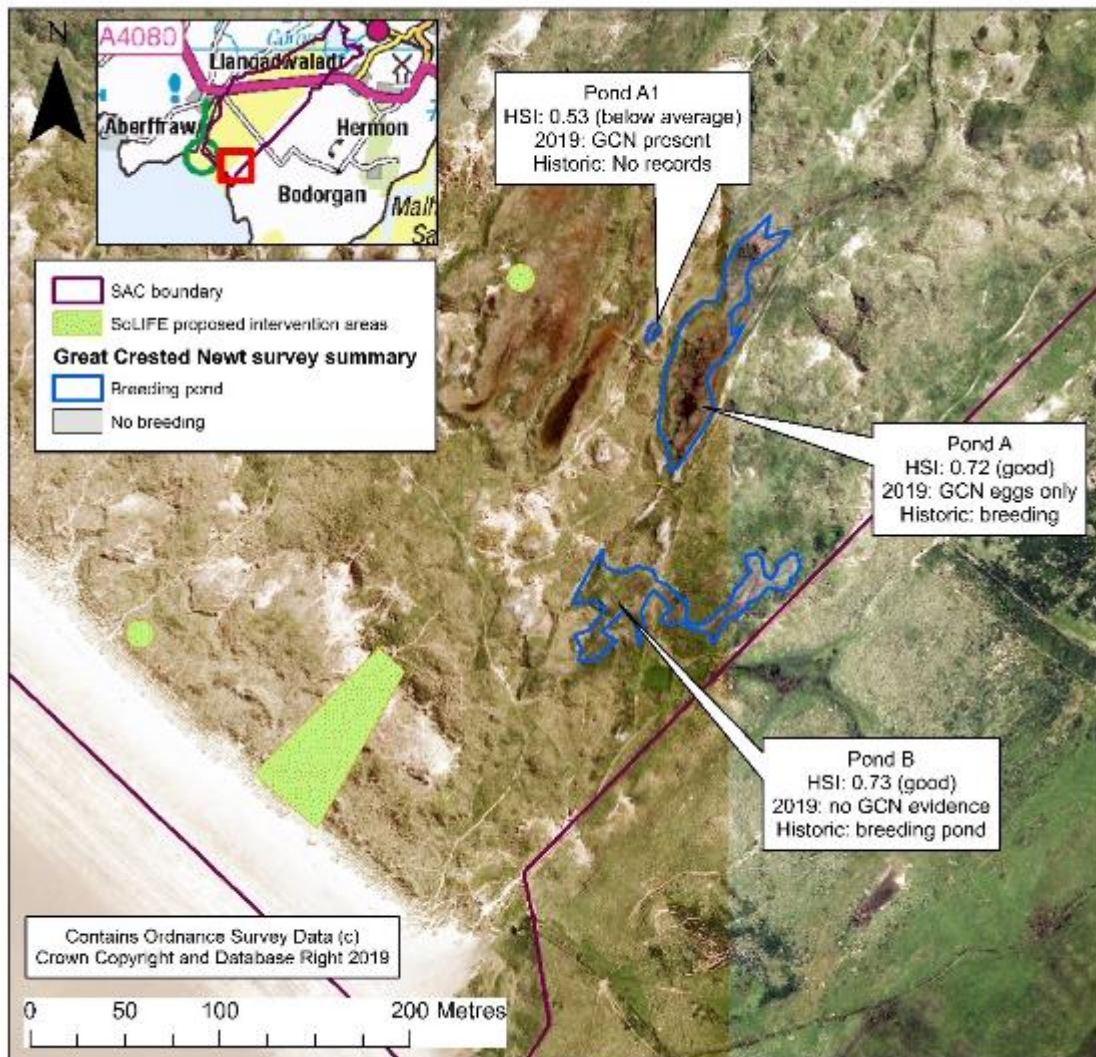 N
A4080
Llangadwaladr
Aberffraw
Hermon
Bodorgan
Pond A1
HSI: 0.53 (below average)
2019: GCN present
Historic: No records
SAC boundary
SoLIFE proposed intervention areas
Great Crested Newt survey summary
Breeding pond
No breeding
Pond A
HSI: 0.72 (good)
2019: GCN eggs only
Historic: breeding
Pond B
HSI: 0.73 (good)
2019: no GCN evidence
Historic: breeding pond
Contains Ordnance Survey Data (c)
Crown Copyright and Database Right 2019
0 50 100 200 Metres